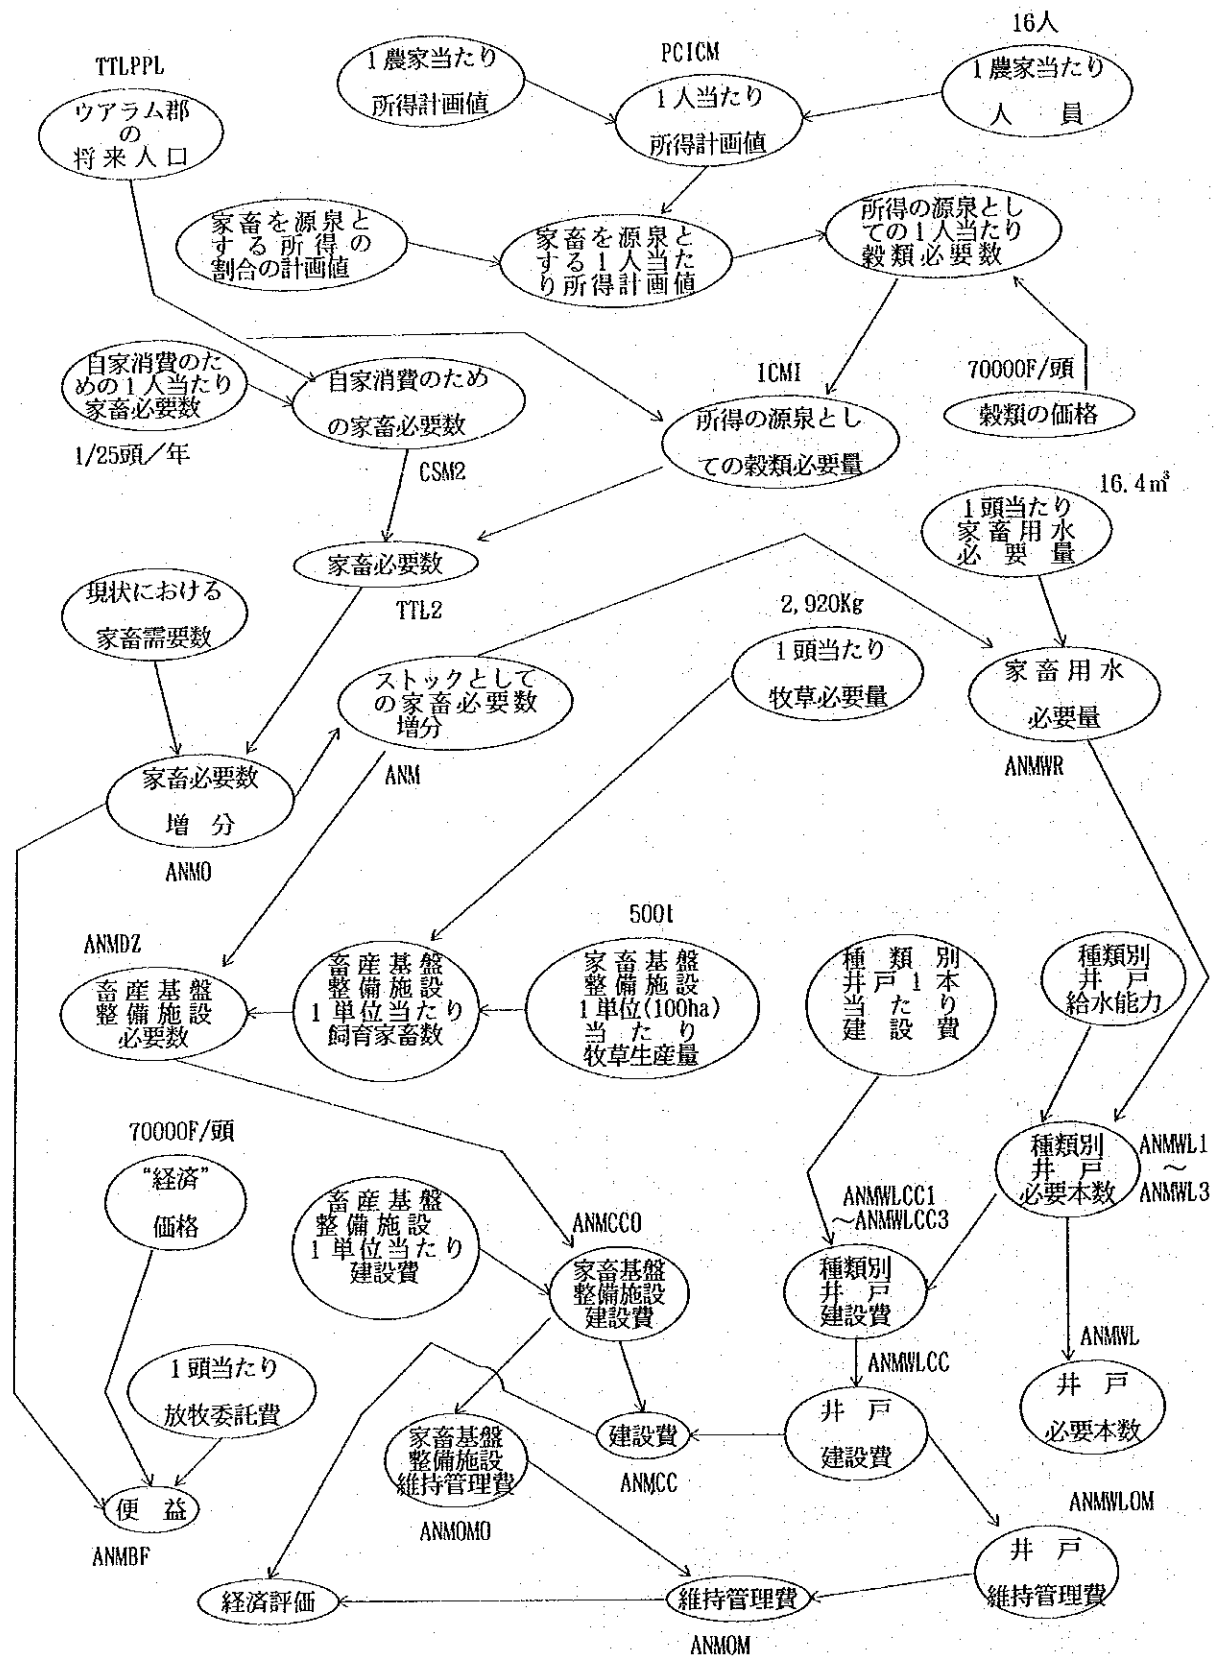 16人
TTLPPL
1農家当たり
所得計画値
PCICM
1人当たり
所得計画値
1農家当たり
人員
ウアラム郡
の
将来人口
家畜を源泉と
する所得の
割合の計画値
家畜を源泉と
する1人当た
り所得計画値
所得の源泉とし
ての1人当たり
穀類必要数
自家消費のた
めの1人当たり
家畜必要数
1/25頭/年
自家消費のため
の家畜必要数
CSM2
ICMI
所得の源泉とし
ての穀類必要量
70000F/頭
穀類の価格
16.4㎥
1頭当たり
家畜用水
必要量
家畜必要数
TTL2
現状における
家畜需要数
2,920Kg
1頭当たり
牧草必要量
家畜用水
必要量
ANMWR
ストックとして
の家畜必要数
増分
ANM
家畜必要数
増分
ANMO
ANMDZ
畜産基盤
整備施設
必要数
畜産基盤
整備施設
1単位当たり
飼育家畜数
500t
家畜基盤
整備施設
1単位(100ha)
当たり
牧草生産量
種類別
井戸1本
当たり
建設費
種類別
井戸
給水能力
70000F/頭
“経済”
価格
畜産基盤
整備施設
1単位当たり
建設費
ANMCCO
家畜基盤
整備施設
建設費
ANMWLCC1
～ANMWLCC3
種類別
井戸
建設費
種類別
井戸
必要本数
ANMWL1
～
ANMWL3
1頭当たり
放牧委託費
家畜基盤
整備施設
維持管理費
ANMOMO
建設費
ANMCC
ANMWLCC
井戸
建設費
ANMWL
井戸
必要本数
便益
ANMBF
ANMWLOM
井戸
維持管理費
経済評価
維持管理費
ANMOM